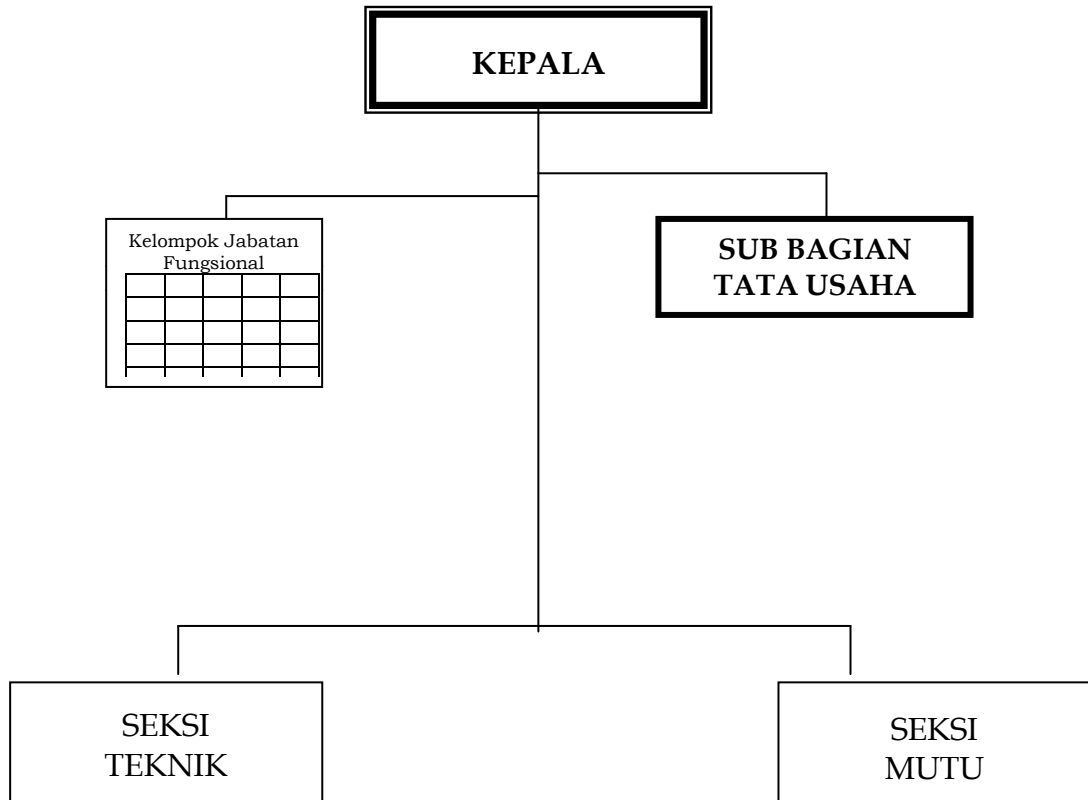 KEPALA
Kelompok Jabatan
Fungsional
SUB BAGIAN
TATA USAHA
SEKSI
TEKNIK
SEKSI
MUTU